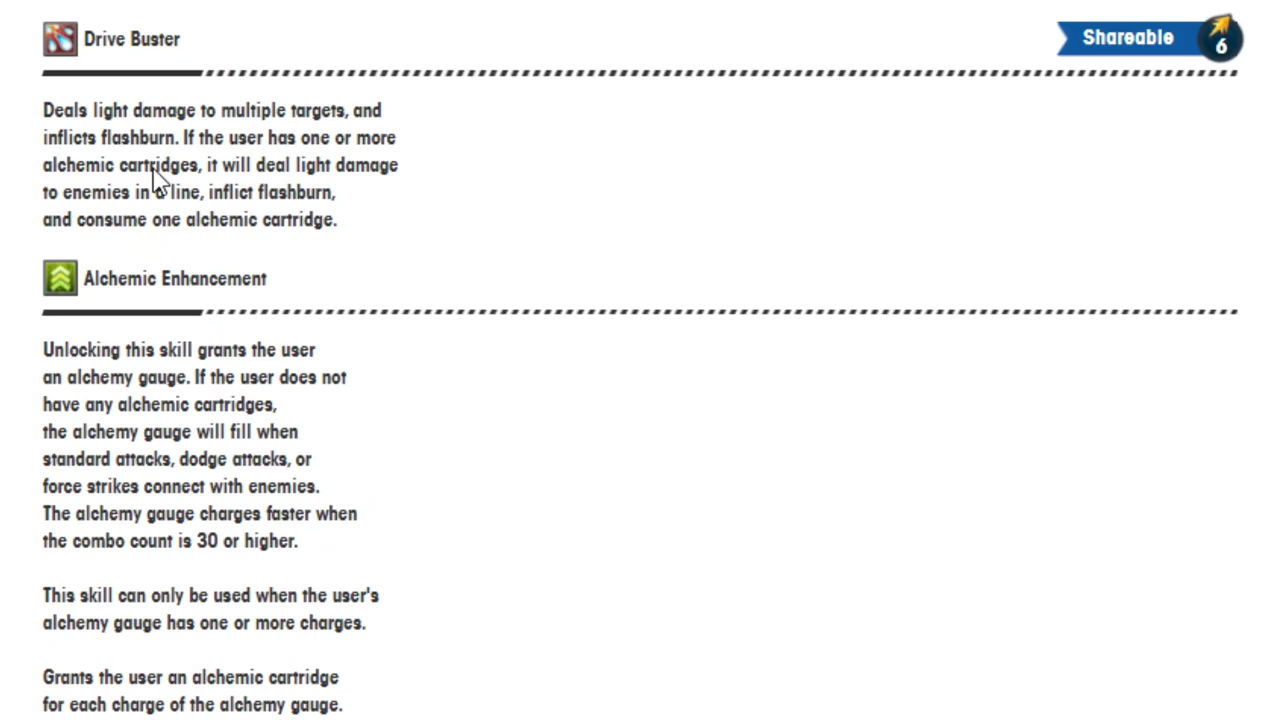 Drive Buster
Shareable
6
Deals light damage to multiple targets, and
inflicts flashburn. If the user has one or more
alchemic cartridges, it will deal light damage
to enemies in a line, inflict flashburn,
and consume one alchemic cartridge.
Alchemic Enhancement
Unlocking this skill grants the user
an alchemy gauge. If the user does not
have any alchemic cartridges,
the alchemy gauge will fill when
standard attacks, dodge attacks, or
force strikes connect with enemies.
The alchemy gauge charges faster when
the combo count is 30 or higher.
This skill can only be used when the user's
alchemy gauge has one or more charges.
Grants the user an alchemic cartridge
for each charge of the alchemy gauge.